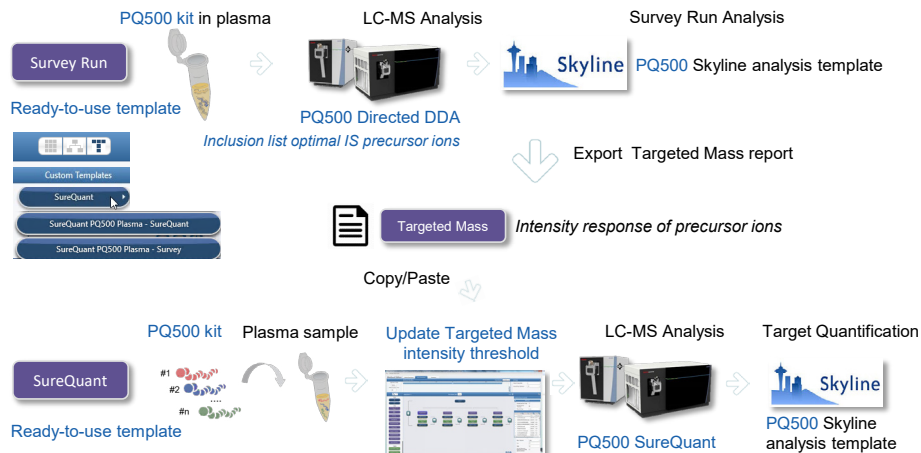 PQ500 kit in plasma
LC-MS Analysis
Survey Run Analysis
Survey Run
Skyline
PQ500 Skyline analysis template
Ready-to-use template
PQ500 Directed DDA
Inclusion list optimal IS precursor ions
Custom Templates
SureQuant
SureQuant PQ500 Plasma - SureQuant
SureQuant PQ500 Plasma - Survey
Export Targeted Mass report
Targeted Mass
Intensity response of precursor ions
Copy/Paste
PQ500 kit
Plasma sample
Update Targeted Mass
intensity threshold
LC-MS Analysis
Target Quantification
SureQuant
#1
#2
....
#n
Skyline
Ready-to-use template
PQ500 SureQuant
PQ500 Skyline
analysis template